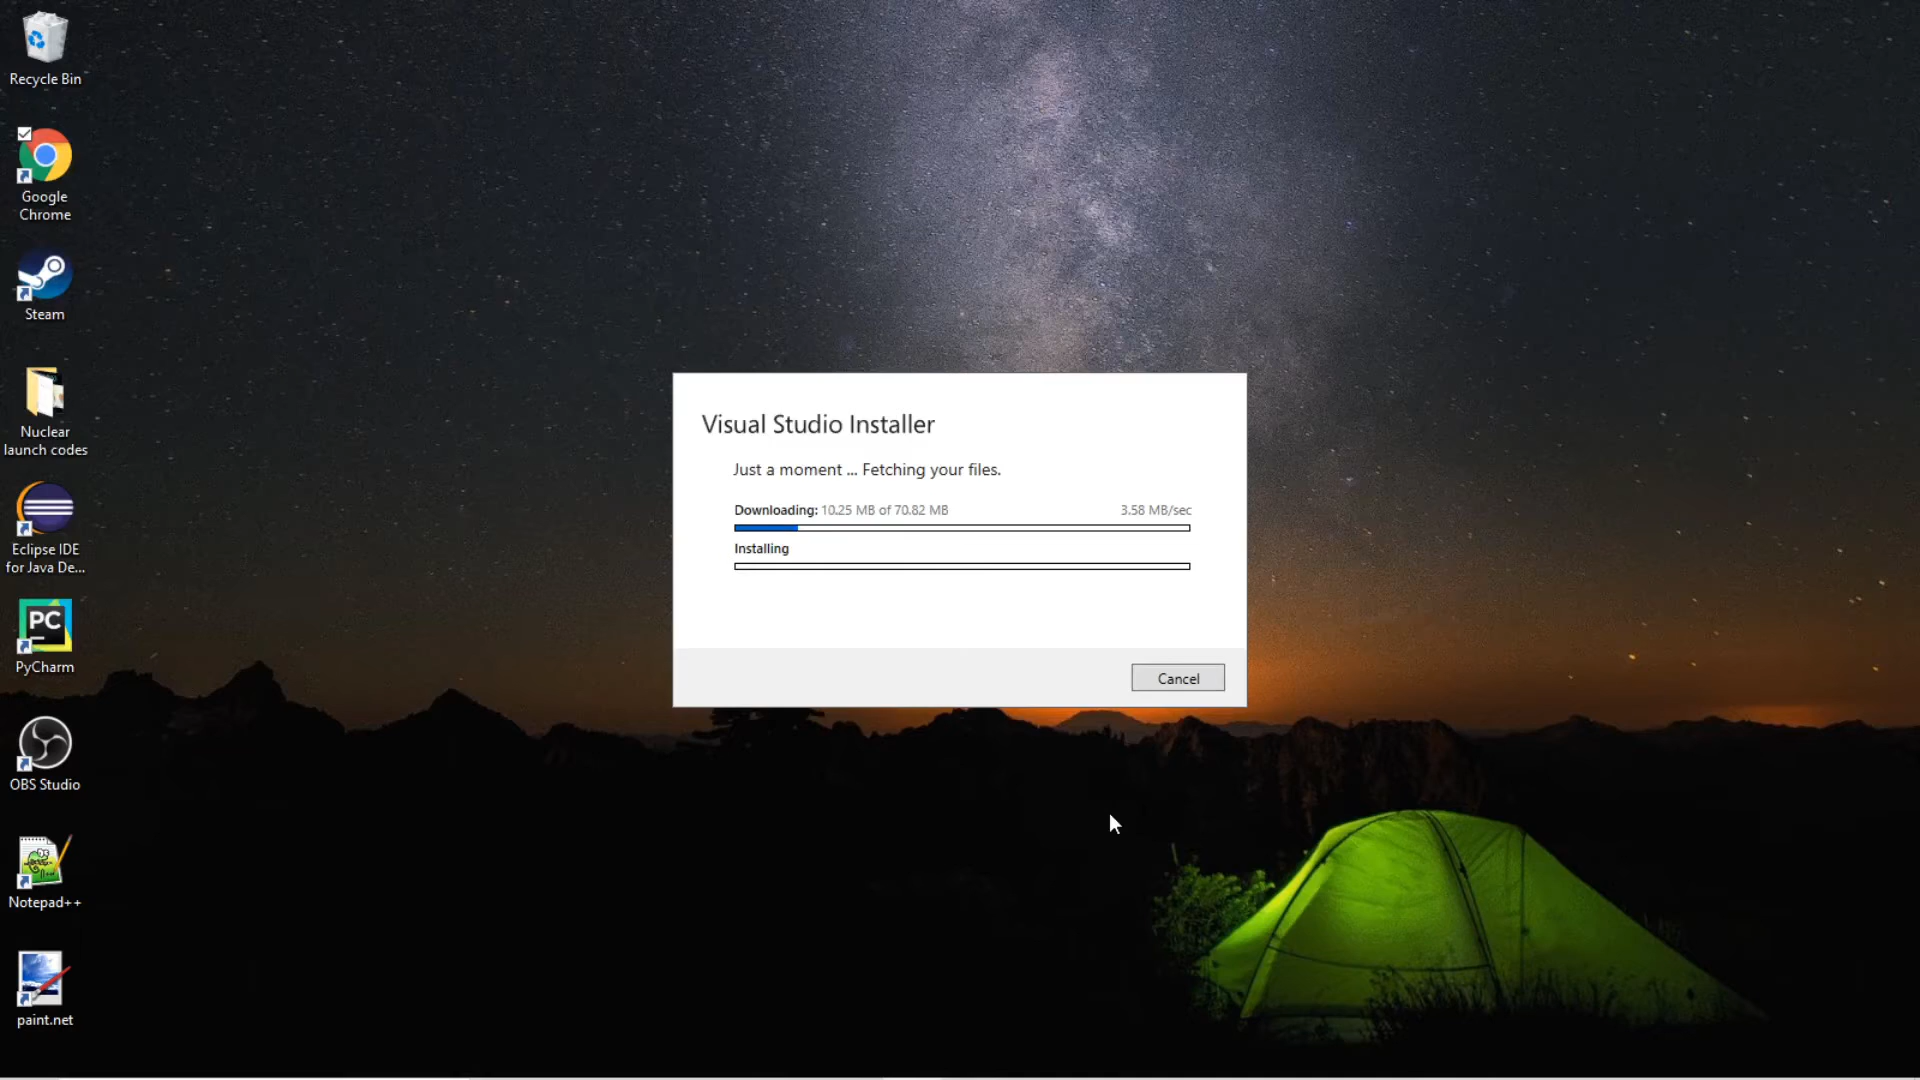 Recycle Bin
Google
Chrome
Steam
Nuclear
launch codes
Eclipse IDE
for Java De...
PC
PyCharm
OBS Studio
Notepad++
paint.net
Visual Studio Installer
Just a moment ... Fetching your files.
Downloading: 10.25 MB of 70.82 MB 3.58 MB/sec
Installing
Cancel